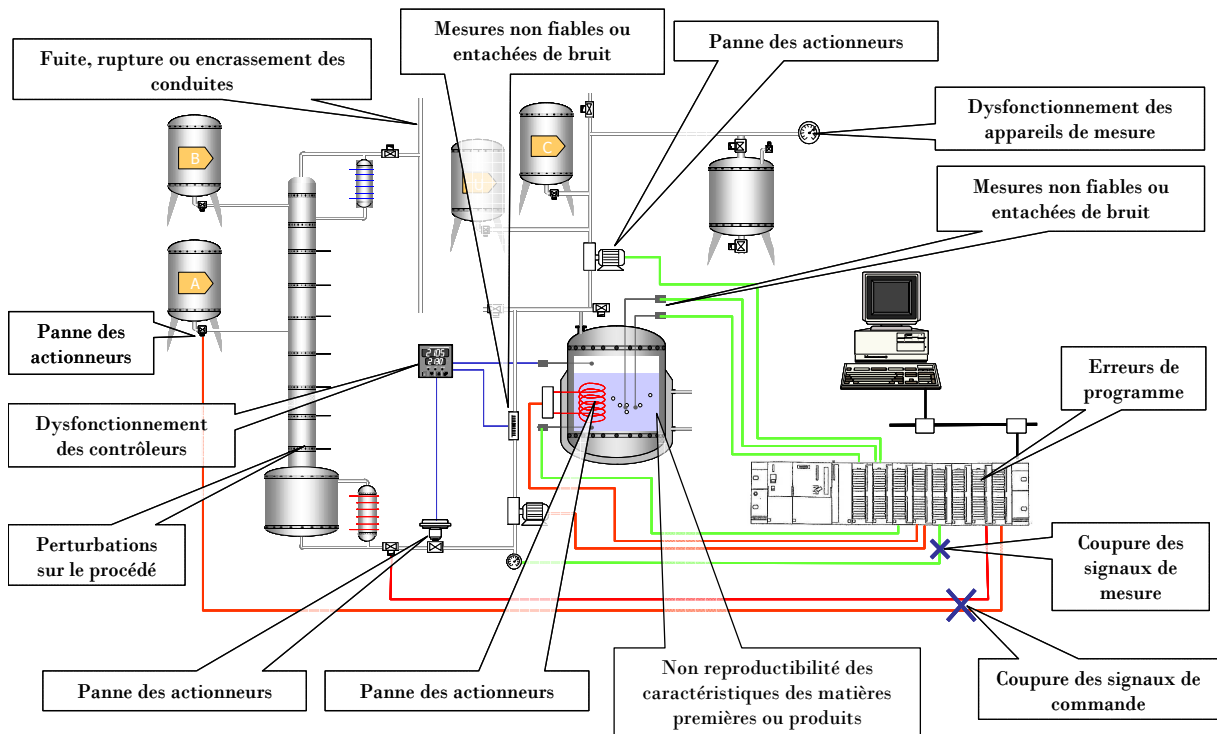 Mesures non fiables ou
entachées de bruit
Panne des actionneurs
Fuite, rupture ou encrassement des
conduites
Dysfonctionnement des
appareils de mesure
B
C
Mesures non fiables ou
entachées de bruit
A
Panne des
actionneurs
2105
2130
Erreurs de
programme
Dysfonctionnement
des contrôleurs
Perturbations
sur le procédé
Coupure des
signaux de
mesure
Panne des actionneurs
Panne des actionneurs
Non reproductibilité des
caractéristiques des matières
premières ou produits
Coupure des signaux de
commande